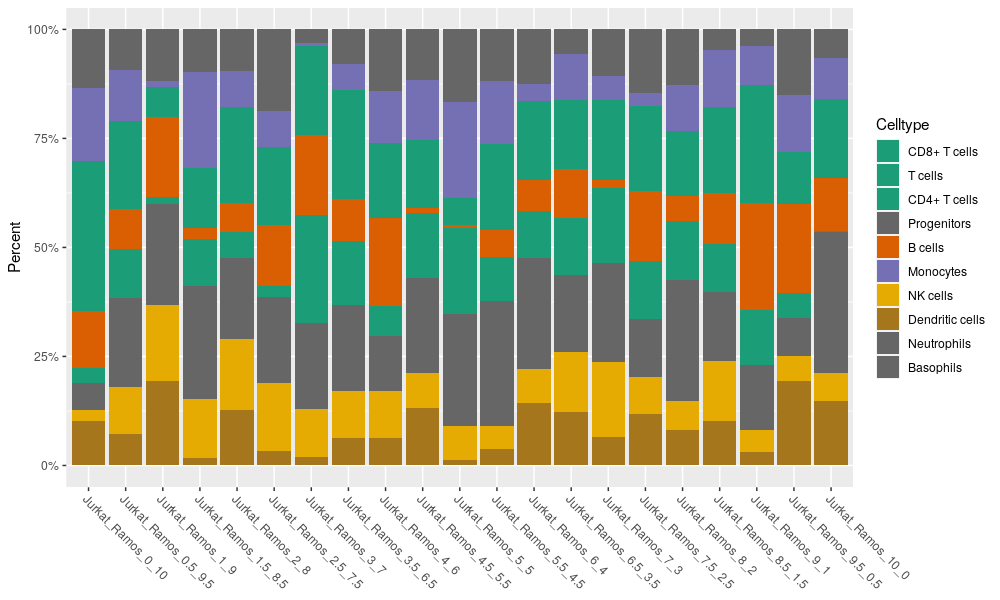 100%
75%
50%
25%
0%
Percent
Jurkat_Ramos_0_10
Jurkat_Ramos_05_9.5
Jurkat_Ramos_1_9
Jurkat_Ramos_1.5_8.5
Jurkat_Ramos_2_8
Jurkat_Ramos_2.5_7.5
Jurkat_Ramos_3_7
Jurkat_Ramos_3.5_6.5
Jurkat_Ramos_4_6
Jurkat_Ramos_4.5_5.5
Jurkat_Ramos_5_5
Jurkat_Ramos_5.5_4.5
Jurkat_Ramos_6_4
Jurkat_Ramos_6.5_3.5
Jurkat_Ramos_7_3
Jurkat_Ramos_7.5_2.5
Jurkat_Ramos_8_2
Jurkat_Ramos_8.5_1.5
Jurkat_Ramos_9_1
Jurkat_Ramos_9.5_0.5
Jurkat_Ramos_10_0
Celltype
CD8+ T cells
T cells
CD4+ T cells
Progenitors
B cells
Monocytes
NK cells
Dendritic cells
Neutrophils
Basophils